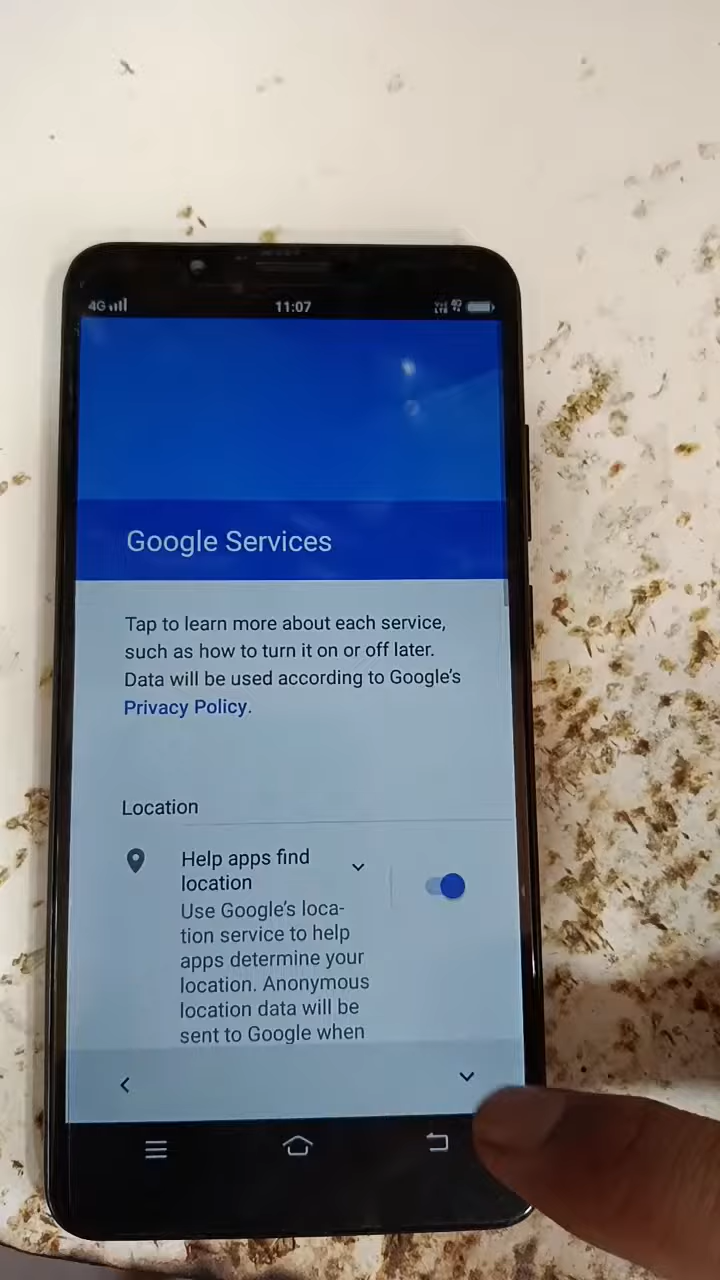 4G 11:07 VoLTE 4G
Google Services
Tap to learn more about each service,
such as how to turn it on or off later.
Data will be used according to Google's
Privacy Policy.
Location
Help apps find
location
Use Google's loca-
tion service to help
apps determine your
location. Anonymous
location data will be
sent to Google when